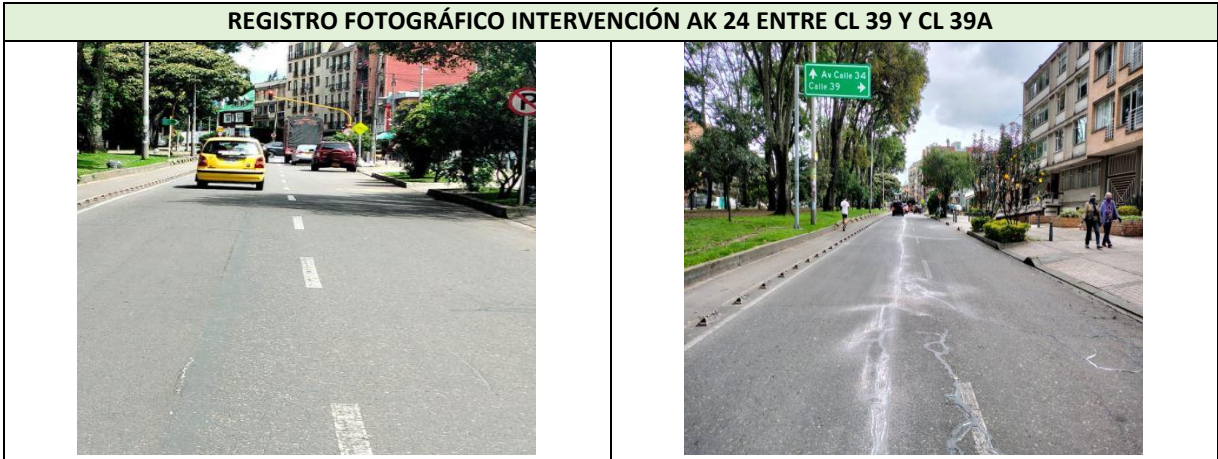 REGISTRO FOTOGRÁFICO INTERVENCIÓN AK 24 ENTRE CL 39 Y CL 39A
Av Calle 34
Calle 39